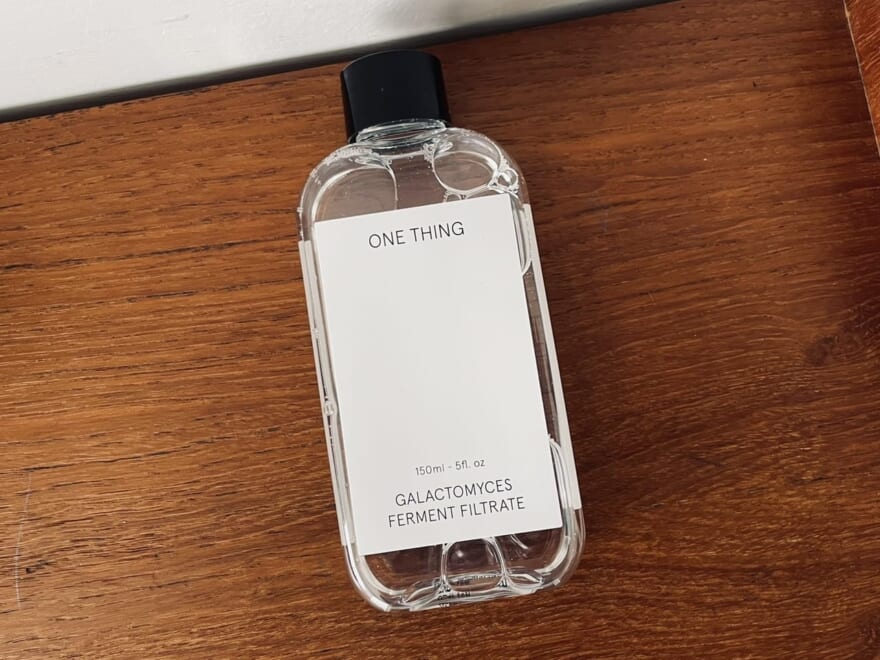 ONE THING
150ml - 5fl. oz
GALACTOMYCES
FERMENT FILTRATE